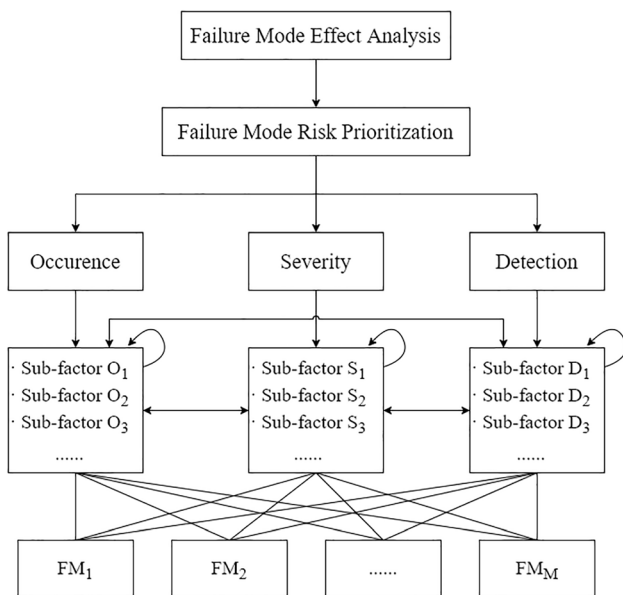 Failure Mode Effect Analysis
Failure Mode Risk Prioritization
Occurence
Severity
Detection
· Sub-factor O₁
· Sub-factor O₂
· Sub-factor O₃
......
· Sub-factor S₁
· Sub-factor S₂
· Sub-factor S₃
......
· Sub-factor D₁
· Sub-factor D₂
· Sub-factor D₃
......
FM₁
FM₂
......
FM_M